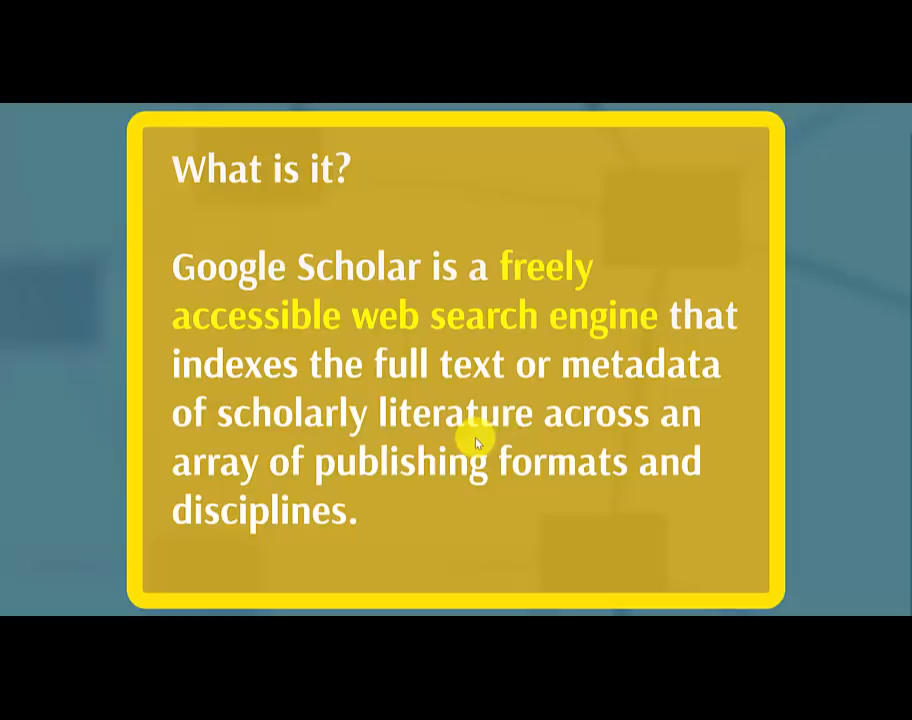 What is it?
Google Scholar is a freely
accessible web search engine that
indexes the full text or metadata
of scholarly literature across an
array of publishing formats and
disciplines.